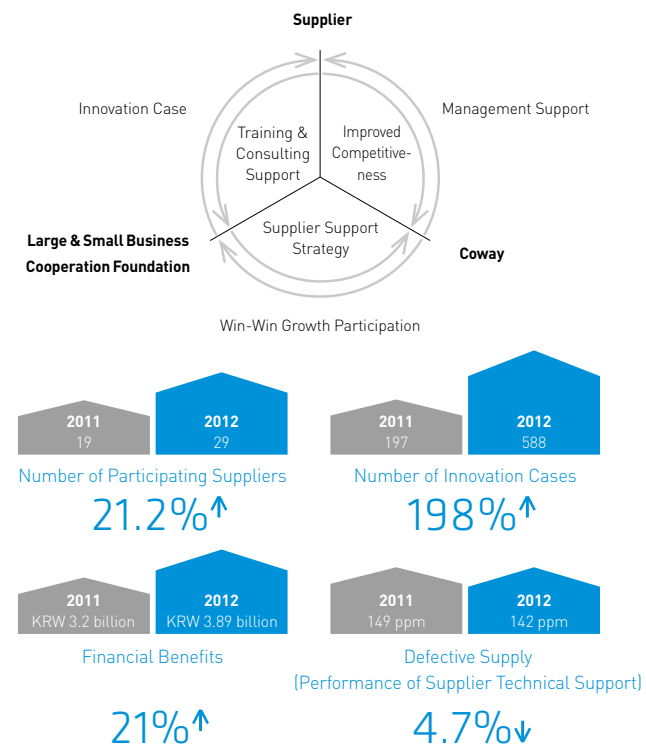 Supplier
Innovation Case
Management Support
Training &
Consulting
Support
Improved
Competitive-
ness
Supplier Support
Strategy
Large & Small Business
Cooperation Foundation
Coway
Win-Win Growth Participation
2011
19
2012
29
Number of Participating Suppliers
21.2%↑
2011
197
2012
588
Number of Innovation Cases
198%↑
2011
KRW 3.2 billion
2012
KRW 3.89 billion
Financial Benefits
21%↑
2011
149 ppm
2012
142 ppm
Defective Supply
(Performance of Supplier Technical Support)
4.7%↓